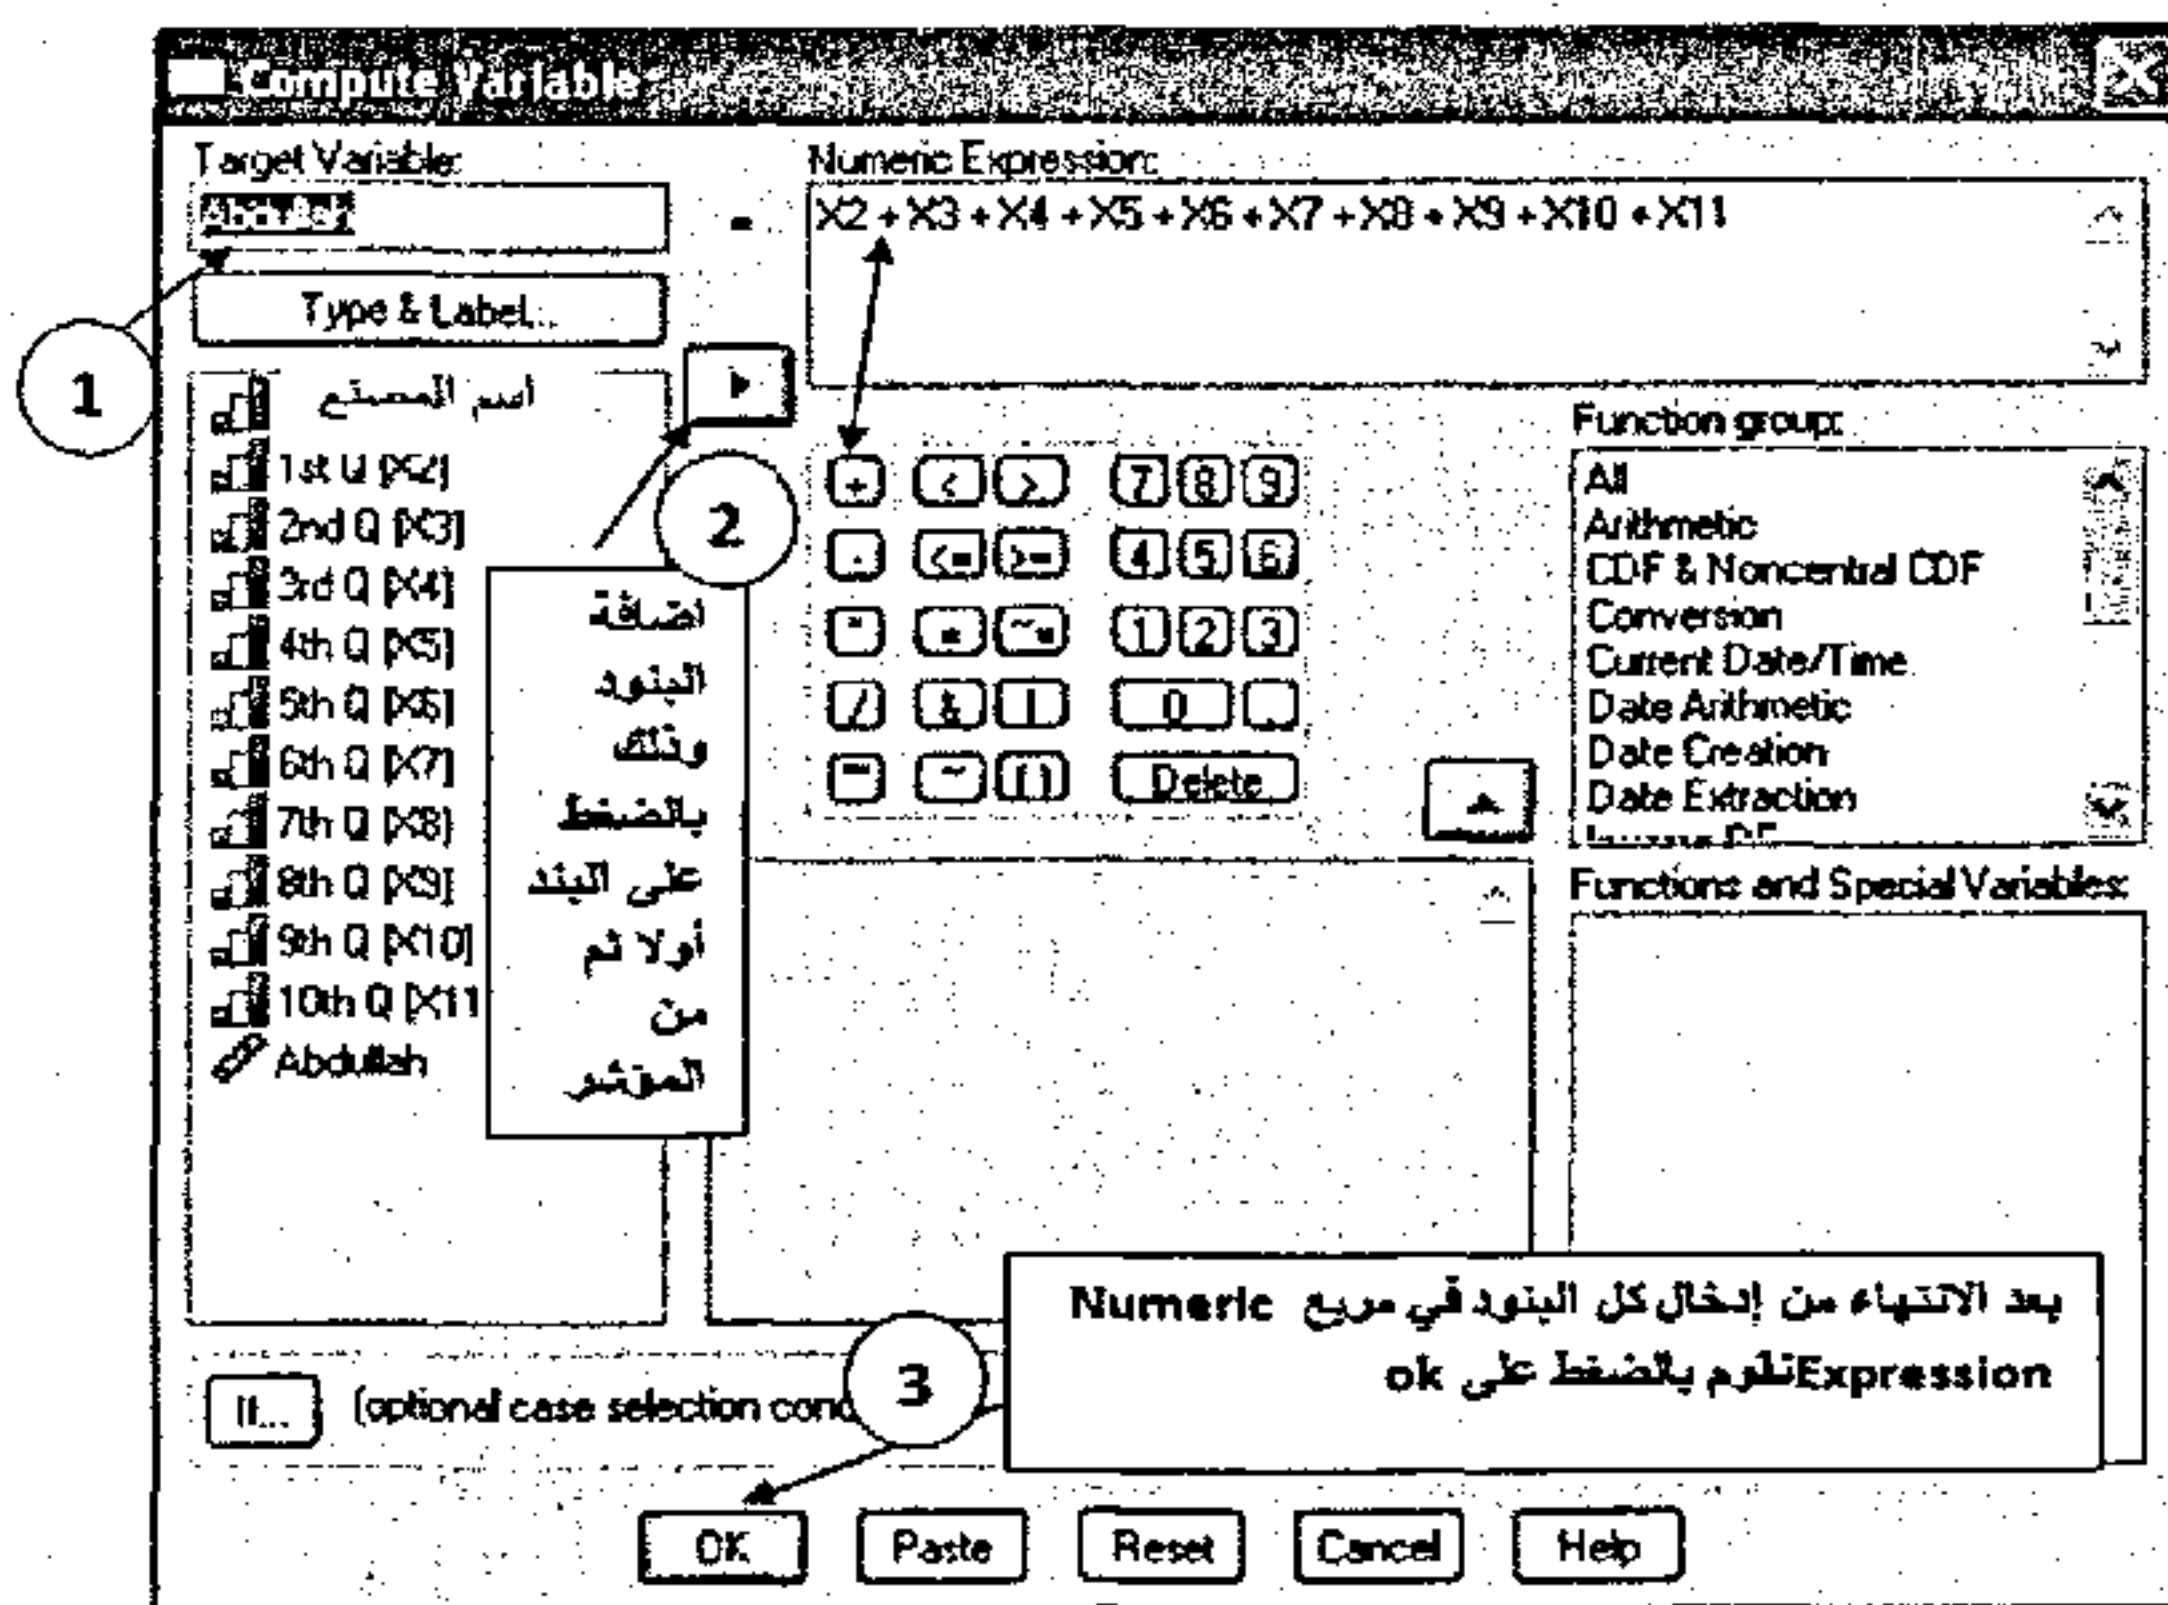 Compute Variable
Target Variable:
Abdullah
Type & Label...
Numeric Expression:
=
X2 + X3 + X4 + X5 + X6 + X7 + X8 + X9 + X10 + X11
1
اسم المصنع
1st Q [X2]
2nd Q [X3]
3rd Q [X4]
4th Q [X5]
5th Q [X6]
6th Q [X7]
7th Q [X8]
8th Q [X9]
9th Q [X10]
10th Q [X11
Abdullah
2
اضافة
البنود
وذلك
بالضغط
على البند
أولا ثم
من
المؤشر
+ < > 7 8 9
- <= >= 4 5 6
* = ~= 1 2 3
/ & | 0 .
** ~ () Delete
Function group:
All
Arithmetic
CDF & Noncentral CDF
Conversion
Current Date/Time
Date Arithmetic
Date Creation
Date Extraction
Functions and Special Variables:
بعد الانتهاء من إدخال كل البنود في مربع Numeric
Expressionنقوم بالضغط على ok
3
If...
(optional case selection cond
OK
Paste
Reset
Cancel
Help